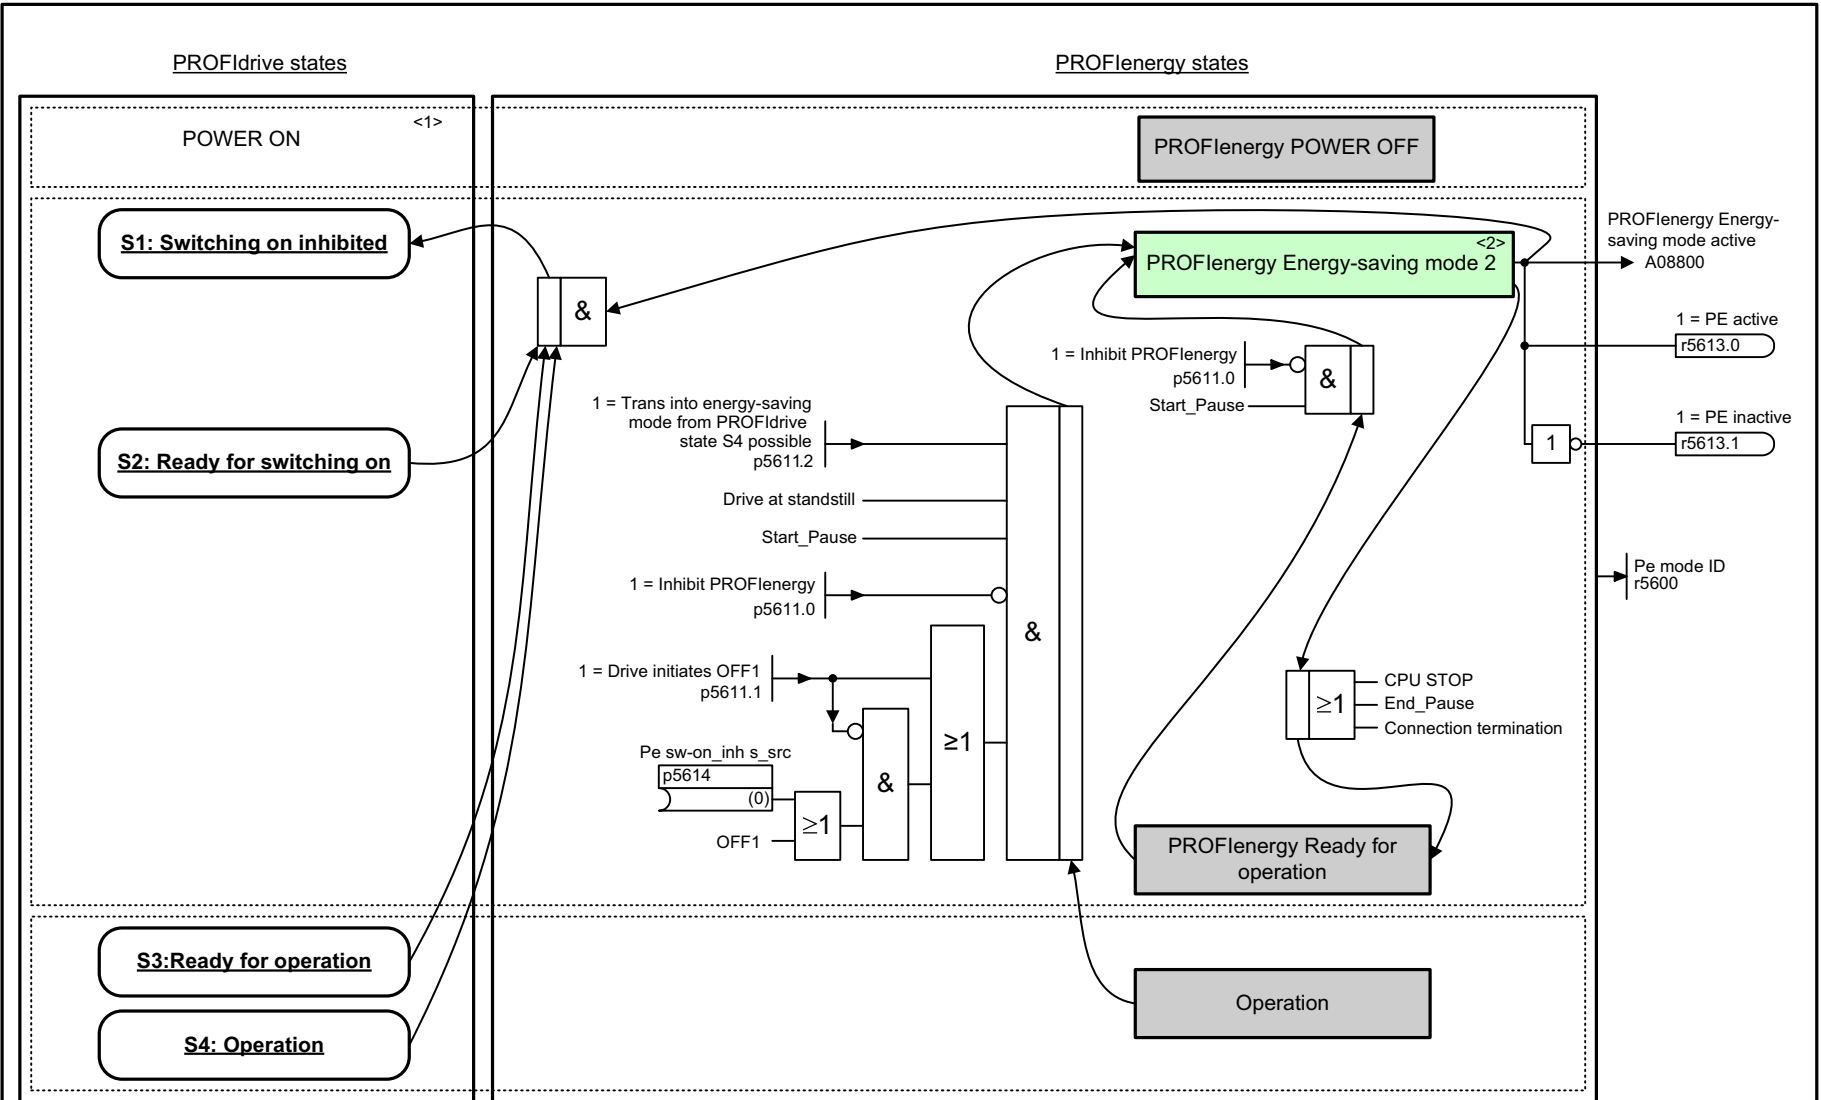 PROFIdrive states
PROFIenergy states
<1>
POWER ON
PROFIenergy POWER OFF
S1: Switching on inhibited
&
<2>
PROFIenergy Energy-saving mode 2
PROFIenergy Energy-
saving mode active
A08800
1 = PE active
r5613.0
1 = Inhibit PROFIenergy
p5611.0
&
Start_Pause
1 = PE inactive
r5613.1
1
S2: Ready for switching on
1 = Trans into energy-saving
mode from PROFIdrive
state S4 possible
p5611.2
Drive at standstill
Start_Pause
1 = Inhibit PROFIenergy
p5611.0
&
Pe mode ID
r5600
1 = Drive initiates OFF1
p5611.1
≥1
&
Pe sw-on_inh s_src
p5614
(0)
≥1
OFF1
≥1
CPU STOP
End_Pause
Connection termination
PROFIenergy Ready for
operation
S3:Ready for operation
Operation
S4: Operation